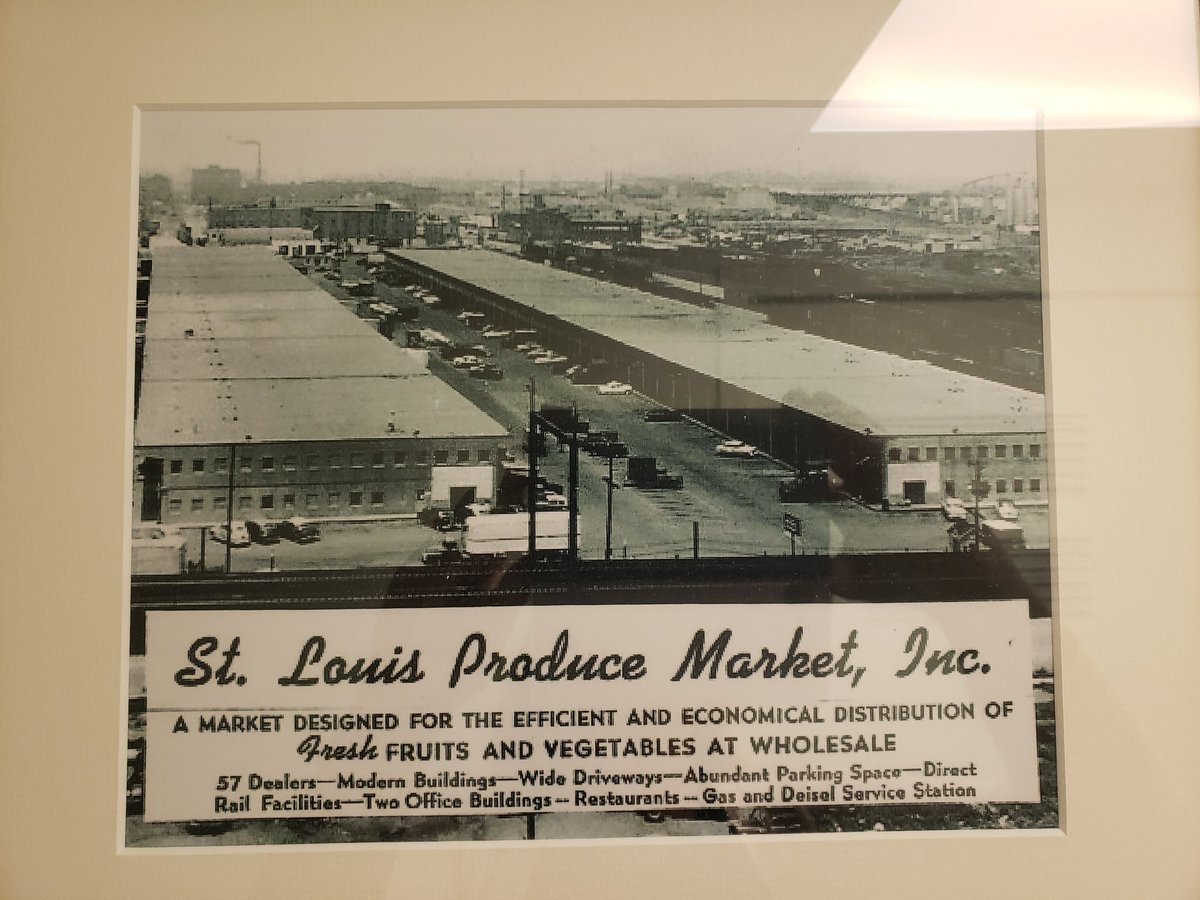 St. Louis Produce Market, Inc.
A MARKET DESIGNED FOR THE EFFICIENT AND ECONOMICAL DISTRIBUTION OF
Fresh FRUITS AND VEGETABLES AT WHOLESALE
57 Dealers—Modern Buildings—Wide Driveways—Abundant Parking Space—Direct
Rail Facilities—Two Office Buildings—Restaurants—Gas and Deisel Service Station